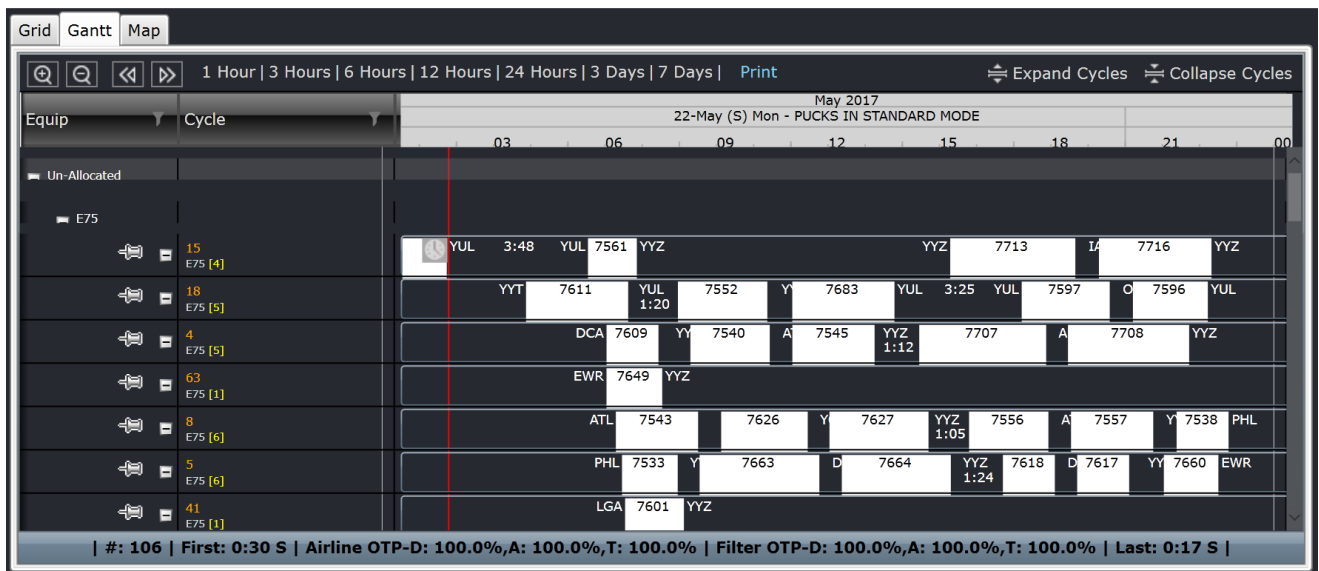 Grid Gantt Map
1 Hour | 3 Hours | 6 Hours | 12 Hours | 24 Hours | 3 Days | 7 Days | Print Expand Cycles Collapse Cycles
May 2017
Equip Cycle 22-May (S) Mon - PUCKS IN STANDARD MODE
03 06 09 12 15 18 21 00
Un-Allocated
E75
15 YUL 3:48 YUL 7561 YYZ YYZ 7713 7716 YYZ
E75 [4]
18 YYT 7611 YUL 7552 7683 YUL 3:25 YUL 7597 O 7596 YUL
E75 [5] 1:20
4 DCA 7609 YY 7540 7545 YYZ 7707 A 7708 YYZ
E75 [5] 1:12
63 EWR 7649 YYZ
E75 [1]
8 ATL 7543 7626 7627 YYZ 7556 7557 7538 PHL
E75 [6] 1:05
5 PHL 7533 7663 D 7664 YYZ 7618 D 7617 YY 7660 EWR
E75 [6] 1:24
41 LGA 7601 YYZ
E75 [1]
| #: 106 | First: 0:30 S | Airline OTP-D: 100.0%,A: 100.0%,T: 100.0% | Filter OTP-D: 100.0%,A: 100.0%,T: 100.0% | Last: 0:17 S |